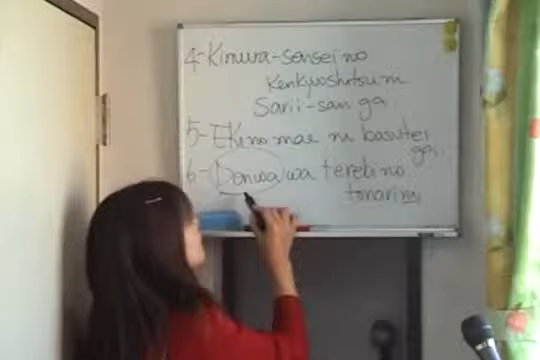 4-Kimura-sensei no
Kenkyushitsu ni
Sarii-san ga
5- Eki no mae ni basutei
ga
6- Denwa wa terebi no
tonari ni